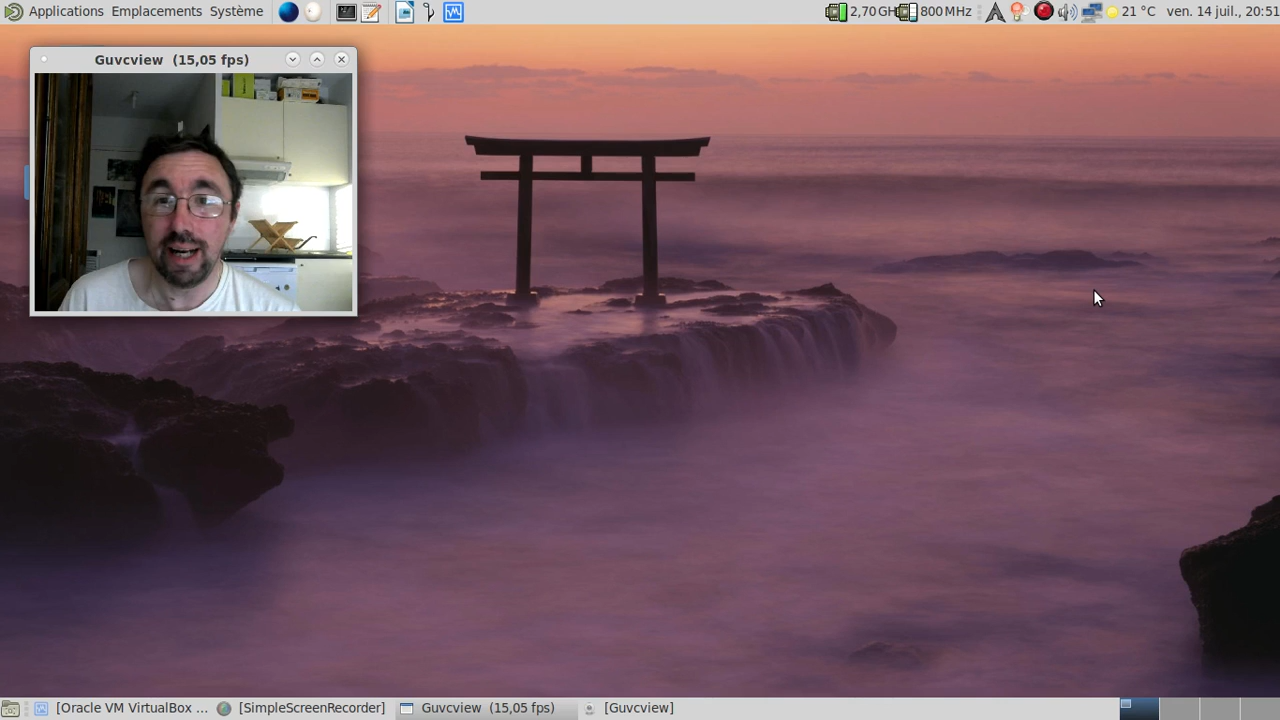 Applications Emplacements Système
2,70 GH 800 MHz 21 °C ven. 14 juil., 20:51
Guvcview (15,05 fps)
[Oracle VM VirtualBox ... [SimpleScreenRecorder] Guvcview (15,05 fps) [Guvcview]